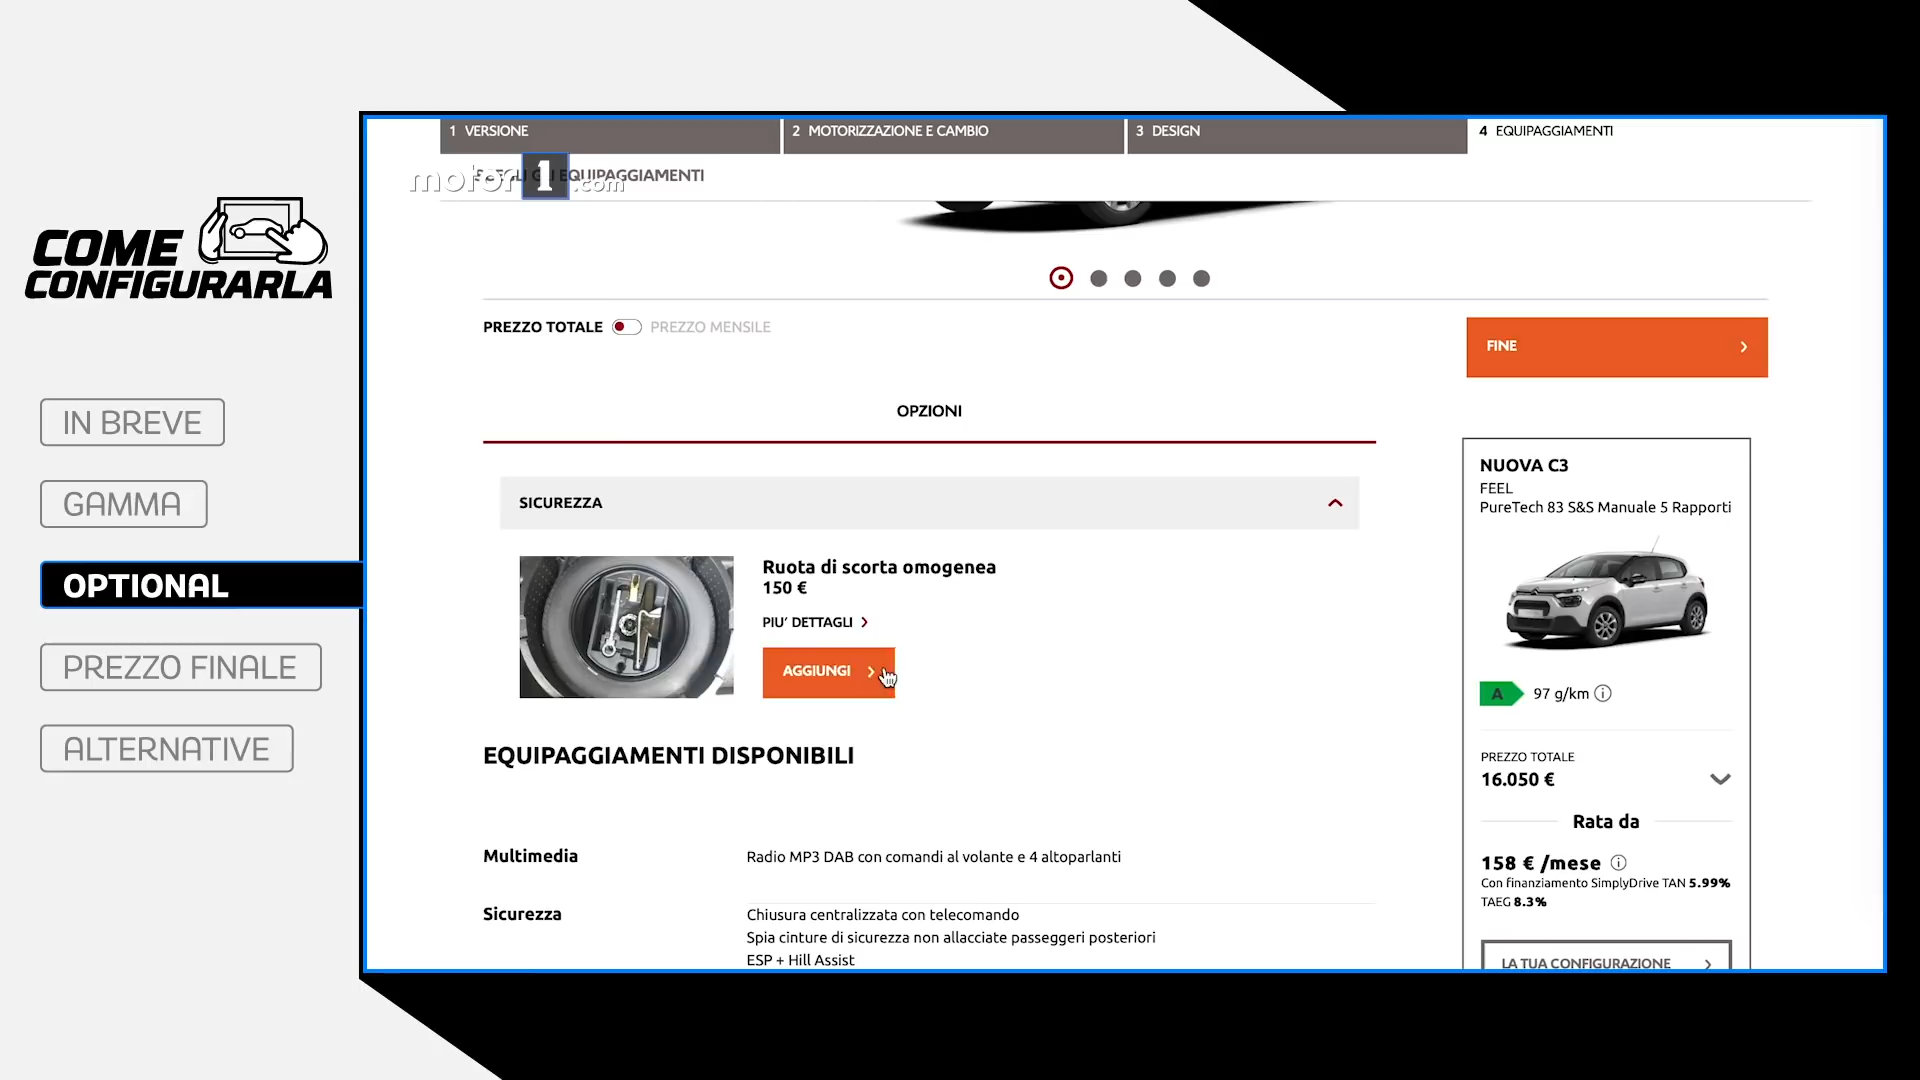 COME
CONFIGURARLA
IN BREVE
GAMMA
OPTIONAL
PREZZO FINALE
ALTERNATIVE
1 VERSIONE
2 MOTORIZZAZIONE E CAMBIO
3 DESIGN
4 EQUIPAGGIAMENTI
EQUIPAGGIAMENTI
motor1.com
PREZZO TOTALE
PREZZO MENSILE
FINE
OPZIONI
SICUREZZA
Ruota di scorta omogenea
150 €
PIU' DETTAGLI
AGGIUNGI
EQUIPAGGIAMENTI DISPONIBILI
Multimedia
Radio MP3 DAB con comandi al volante e 4 altoparlanti
Sicurezza
Chiusura centralizzata con telecomando
Spia cinture di sicurezza non allacciate passeggeri posteriori
ESP + Hill Assist
NUOVA C3
FEEL
PureTech 83 S&S Manuale 5 Rapporti
A 97 g/km
PREZZO TOTALE
16.050 €
Rata da
158 € /mese
Con finanziamento SimplyDrive TAN 5.99%
TAEG 8.3%
LA TUA CONFIGURAZIONE